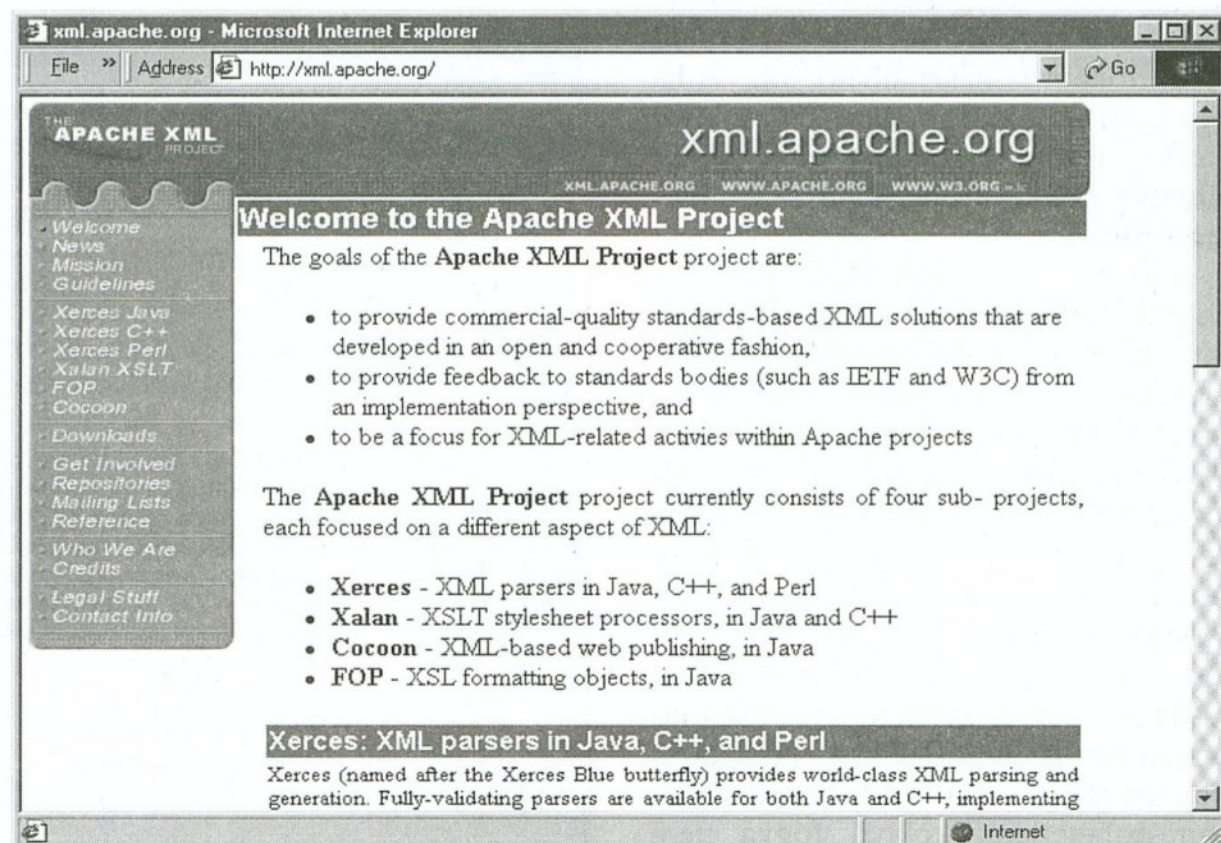 xml.apache.org - Microsoft Internet Explorer
File » Address http://xml.apache.org/ Go
THE
APACHE XML
PROJECT
xml.apache.org
XML.APACHE.ORG WWW.APACHE.ORG WWW.W3.ORG
Welcome
News
Mission
Guidelines
Xerces Java
Xerces C++
Xerces Perl
Xalan XSLT
FOP
Cocoon
Downloads
Get Involved
Repositories
Mailing Lists
Reference
Who We Are
Credits
Legal Stuff
Contact Info
Welcome to the Apache XML Project
The goals of the Apache XML Project project are:
• to provide commercial-quality standards-based XML solutions that are
developed in an open and cooperative fashion,
• to provide feedback to standards bodies (such as IETF and W3C) from
an implementation perspective, and
• to be a focus for XML-related activies within Apache projects
The Apache XML Project project currently consists of four sub- projects,
each focused on a different aspect of XML:
• Xerces - XML parsers in Java, C++, and Perl
• Xalan - XSLT stylesheet processors, in Java and C++
• Cocoon - XML-based web publishing, in Java
• FOP - XSL formatting objects, in Java
Xerces: XML parsers in Java, C++, and Perl
Xerces (named after the Xerces Blue butterfly) provides world-class XML parsing and
generation. Fully-validating parsers are available for both Java and C++, implementing
Internet